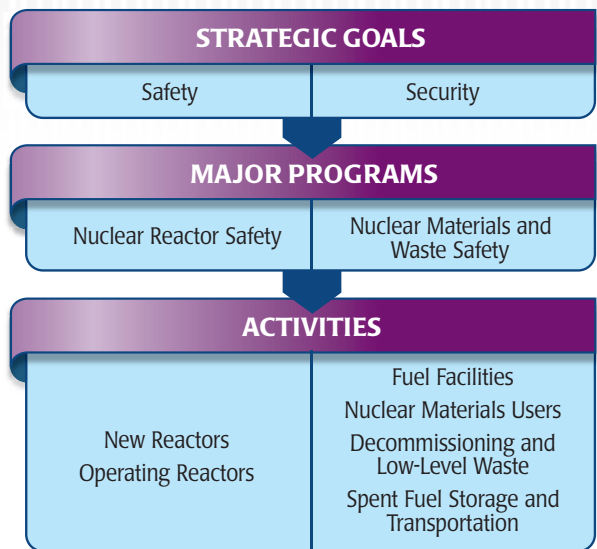 STRATEGIC GOALS
Safety
Security
MAJOR PROGRAMS
Nuclear Reactor Safety
Nuclear Materials and
Waste Safety
ACTIVITIES
New Reactors
Operating Reactors
Fuel Facilities
Nuclear Materials Users
Decommissioning and
Low-Level Waste
Spent Fuel Storage and
Transportation